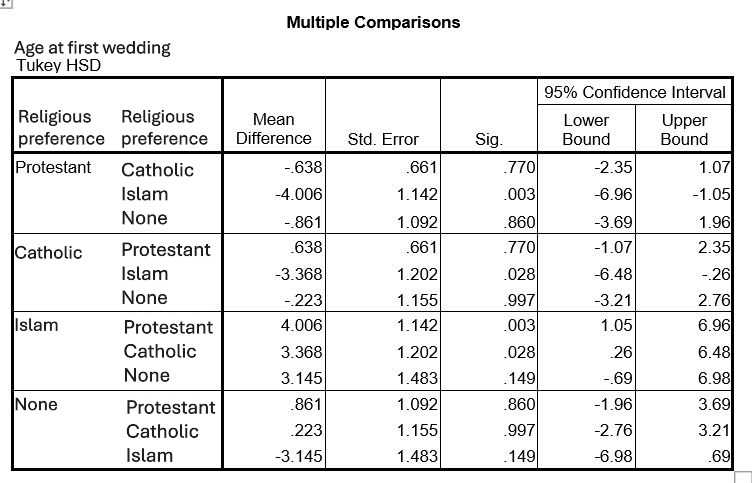 Multiple Comparisons
Age at first wedding
Tukey HSD
95% Confidence Interval
Religious preference Religious preference Mean Difference Std. Error Sig. Lower Bound Upper Bound
Protestant Catholic -.638 .661 .770 -2.35 1.07
Islam -4.006 1.142 .003 -6.96 -1.05
None -.861 1.092 .860 -3.69 1.96
Catholic Protestant .638 .661 .770 -1.07 2.35
Islam -3.368 1.202 .028 -6.48 -.26
None -.223 1.155 .997 -3.21 2.76
Islam Protestant 4.006 1.142 .003 1.05 6.96
Catholic 3.368 1.202 .028 .26 6.48
None 3.145 1.483 .149 -.69 6.98
None Protestant .861 1.092 .860 -1.96 3.69
Catholic .223 1.155 .997 -2.76 3.21
Islam -3.145 1.483 .149 -6.98 .69